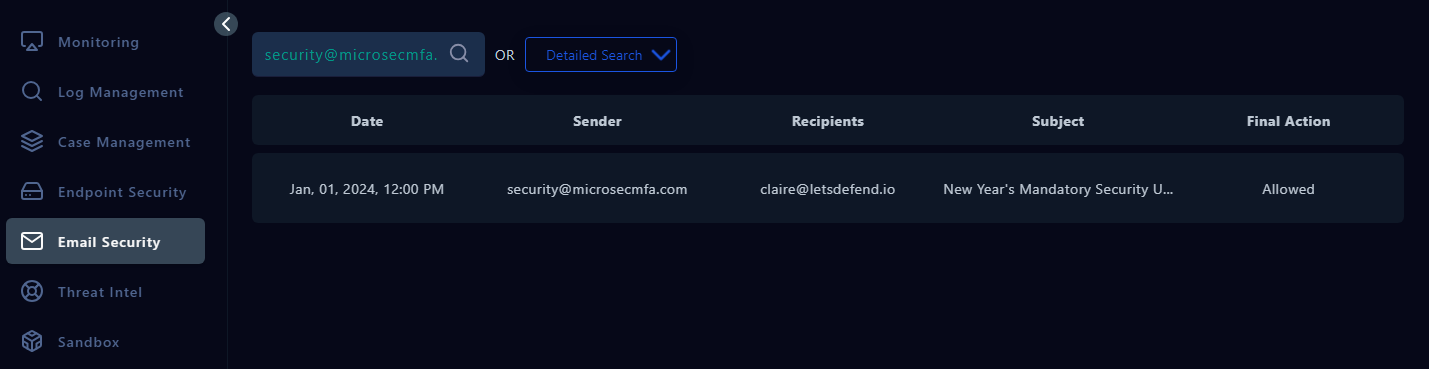 Monitoring
Log Management
Case Management
Endpoint Security
Email Security
Threat Intel
Sandbox
security@microsecmfa.
OR
Detailed Search
Date Sender Recipients Subject Final Action
Jan, 01, 2024, 12:00 PM security@microsecmfa.com claire@letsdefend.io New Year's Mandatory Security U... Allowed